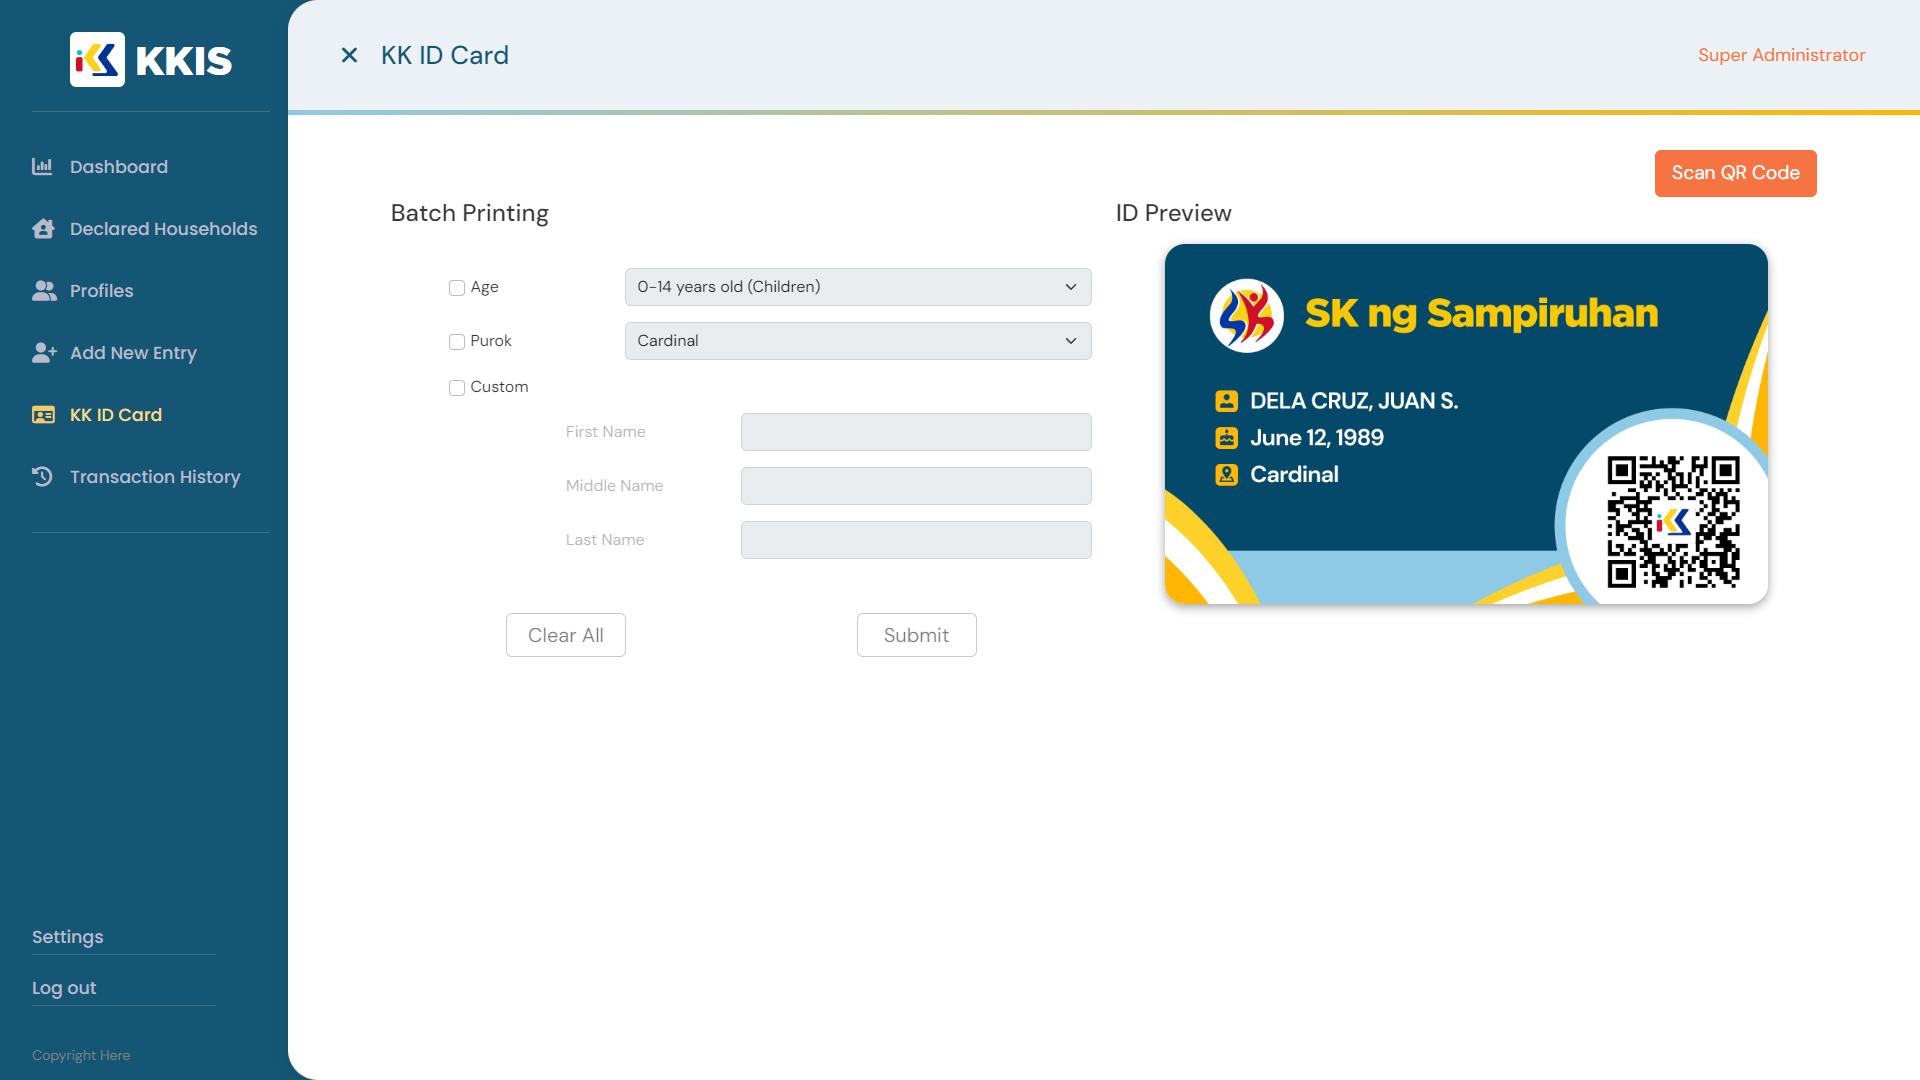 KKIS
Dashboard
Declared Households
Profiles
Add New Entry
KK ID Card
Transaction History
Settings
Log out
Copyright Here
KK ID Card
Super Administrator
Scan QR Code
Batch Printing
Age
0-14 years old (Children)
Purok
Cardinal
Custom
First Name
Middle Name
Last Name
Clear All
Submit
ID Preview
SK ng Sampiruhan
DELA CRUZ, JUAN S.
June 12, 1989
Cardinal